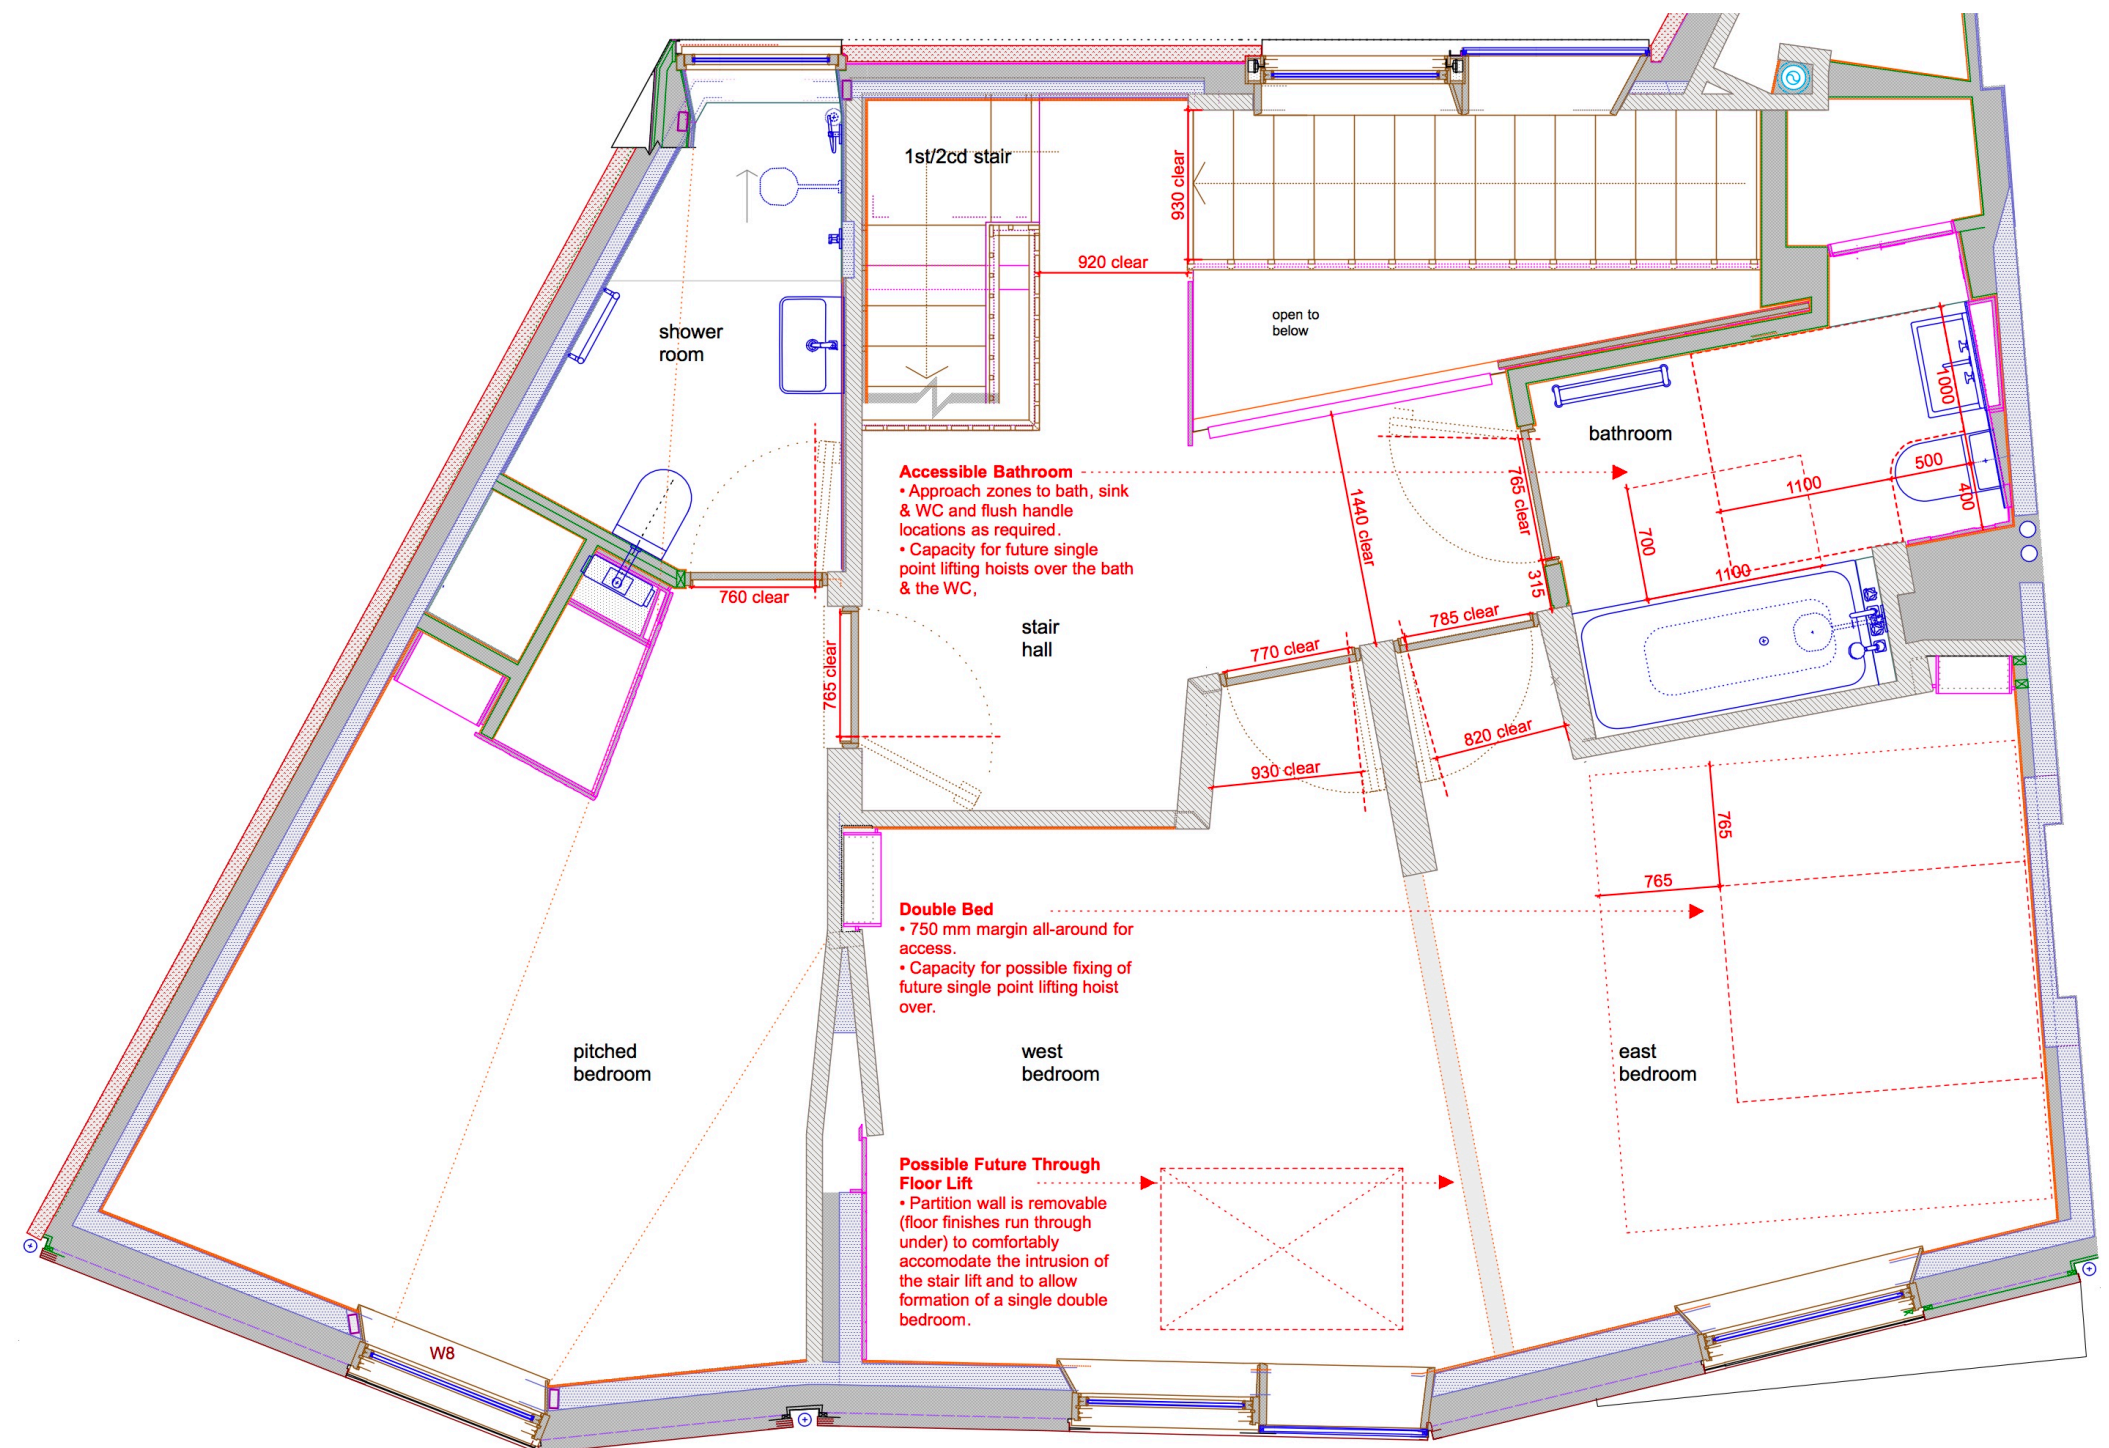 1st/2cd stair
930 clear
920 clear
open to
below
shower
room
bathroom
1000
500
400
1100
700
1100
765 clear
315
1440 clear
Accessible Bathroom
• Approach zones to bath, sink
& WC and flush handle
locations as required.
• Capacity for future single
point lifting hoists over the bath
& the WC,
760 clear
765 clear
stair
hall
770 clear
785 clear
930 clear
820 clear
765
765
Double Bed
• 750 mm margin all-around for
access.
• Capacity for possible fixing of
future single point lifting hoist
over.
pitched
bedroom
west
bedroom
east
bedroom
Possible Future Through
Floor Lift
• Partition wall is removable
(floor finishes run through
under) to comfortably
accomodate the intrusion of
the stair lift and to allow
formation of a single double
bedroom.
W8